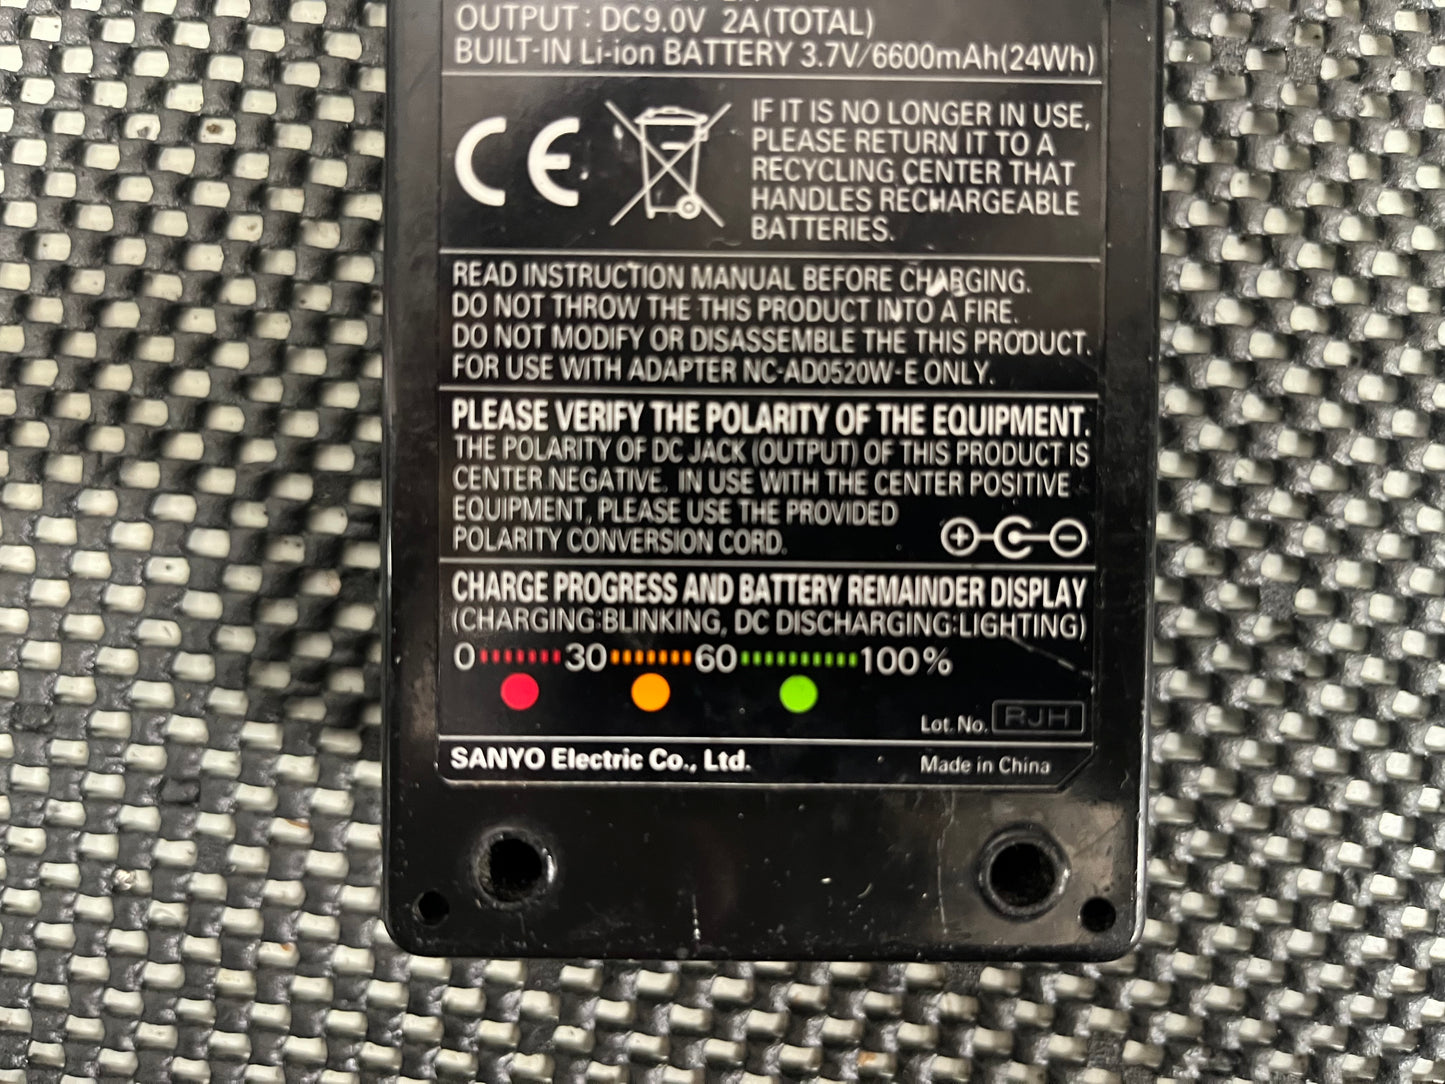 OUTPUT : DC9.0V 2A(TOTAL)
BUILT-IN Li-ion BATTERY 3.7V/6600mAh(24Wh)
CE
IF IT IS NO LONGER IN USE,
PLEASE RETURN IT TO A
RECYCLING CENTER THAT
HANDLES RECHARGEABLE
BATTERIES.
READ INSTRUCTION MANUAL BEFORE CHARGING.
DO NOT THROW THE THIS PRODUCT INTO A FIRE.
DO NOT MODIFY OR DISASSEMBLE THE THIS PRODUCT.
FOR USE WITH ADAPTER NC-AD0520W-E ONLY.
PLEASE VERIFY THE POLARITY OF THE EQUIPMENT.
THE POLARITY OF DC JACK (OUTPUT) OF THIS PRODUCT IS
CENTER NEGATIVE. IN USE WITH THE CENTER POSITIVE
EQUIPMENT, PLEASE USE THE PROVIDED
POLARITY CONVERSION CORD.
CHARGE PROGRESS AND BATTERY REMAINDER DISPLAY
(CHARGING:BLINKING, DC DISCHARGING:LIGHTING)
0 30 60 100%
Lot. No. RJH
SANYO Electric Co., Ltd.
Made in China